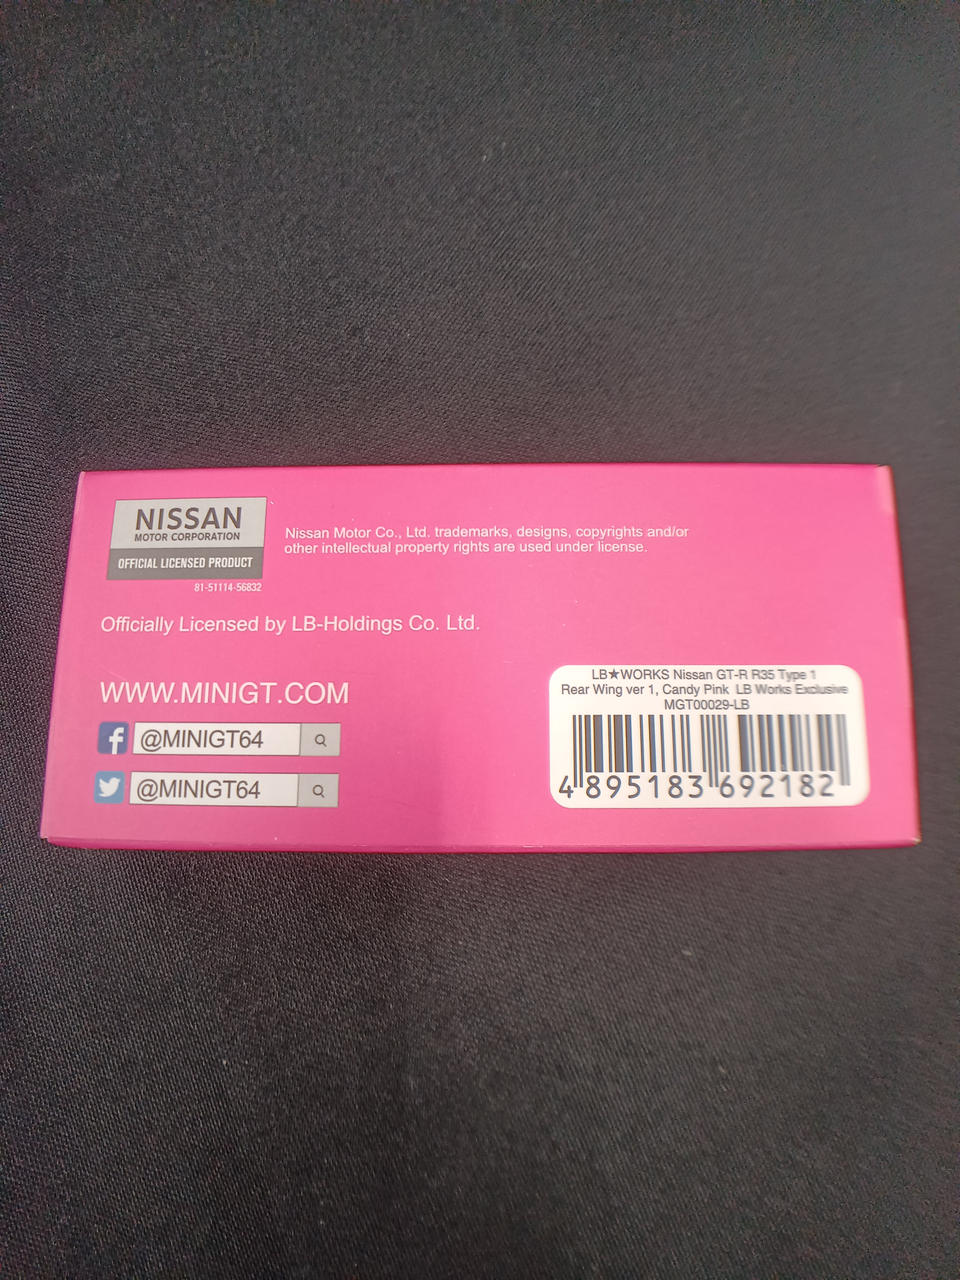 NISSAN
MOTOR CORPORATION
OFFICIAL LICENSED PRODUCT
81-51114-56832
Nissan Motor Co., Ltd. trademarks, designs, copyrights and/or
other intellectual property rights are used under license.
Officially Licensed by LB-Holdings Co. Ltd.
WWW.MINIGT.COM
@MINIGT64
@MINIGT64
LB★WORKS Nissan GT-R R35 Type 1
Rear Wing ver 1, Candy Pink LB Works Exclusive
MGT00029-LB
4 895183 692182